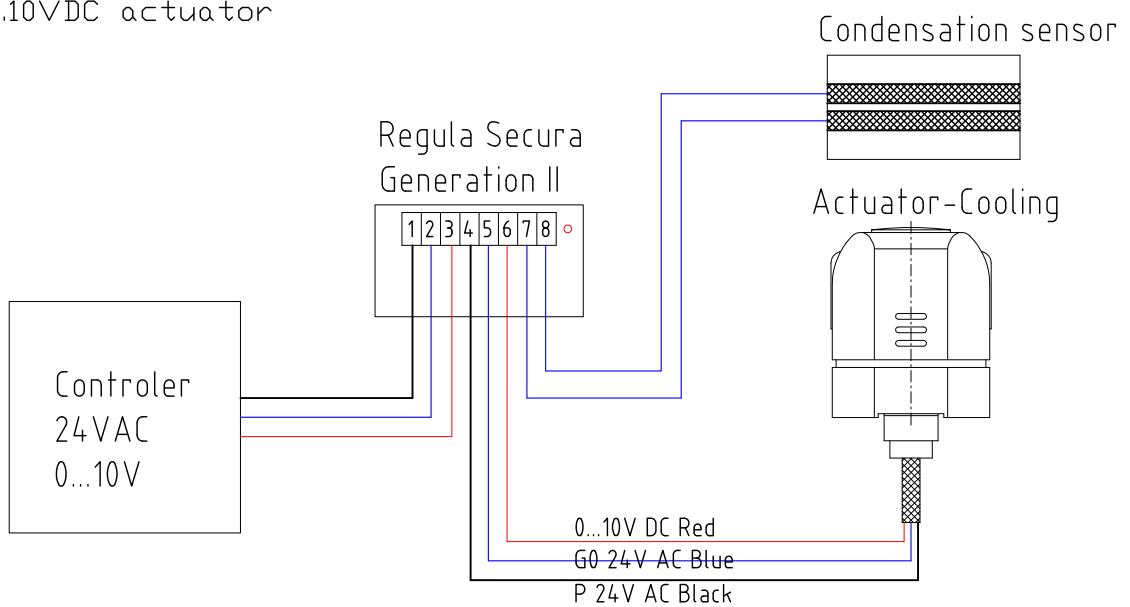 .10VDC actuator
Condensation sensor
Regula Secura
Generation II
Actuator-Cooling
1 2 3 4 5 6 7 8
Controler
24VAC
0...10V
0...10V DC Red
G0 24V AC Blue
P 24V AC Black